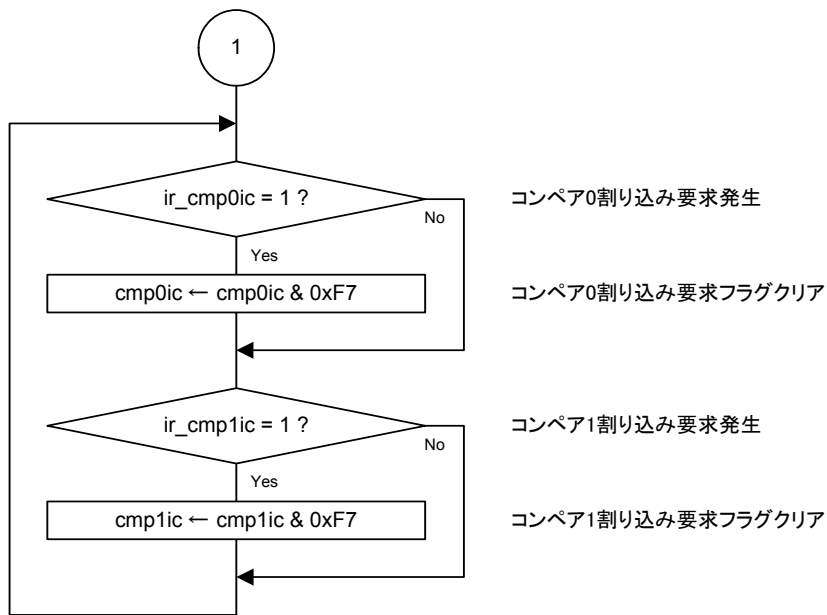 1
ir_cmp0ic = 1 ?
コンペア0割り込み要求発生
No
Yes
cmp0ic ← cmp0ic & 0xF7
コンペア0割り込み要求フラグクリア
ir_cmp1ic = 1 ?
コンペア1割り込み要求発生
No
Yes
cmp1ic ← cmp1ic & 0xF7
コンペア1割り込み要求フラグクリア